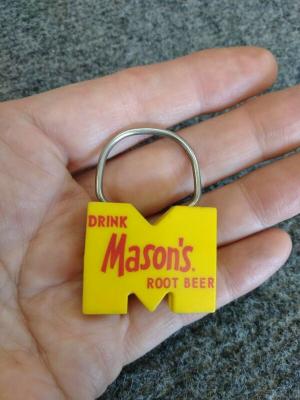 DRINK
Mason's.
ROOT BEER